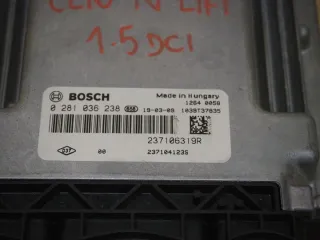 CLIO IV LIFT
1.5 DCI
BOSCH
Made in Hungary
1264 0056
0 281 036 238
19-03-09
1039T37835
237106319R
00
2371041235